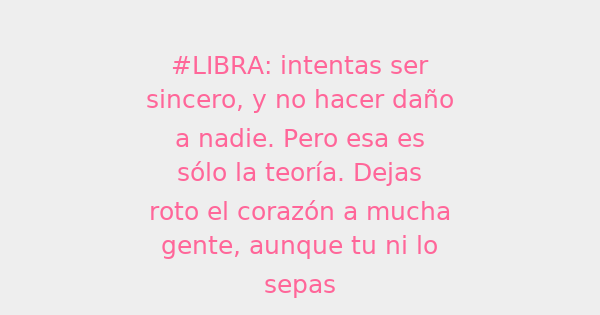 #LIBRA: intentas ser
sincero, y no hacer daño
a nadie. Pero esa es
sólo la teoría. Dejas
roto el corazón a mucha
gente, aunque tu ni lo
sepas